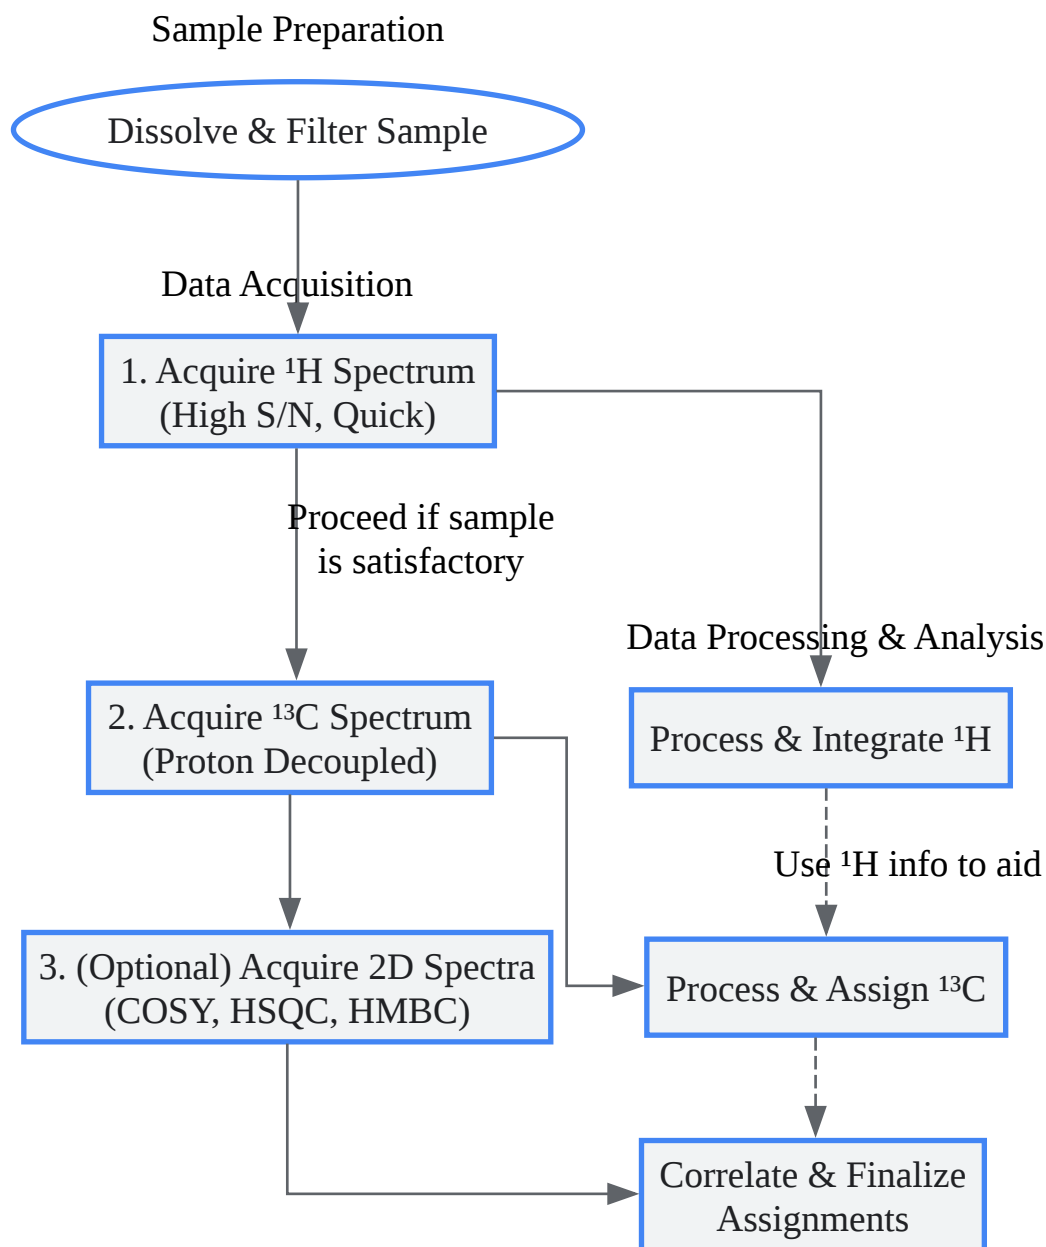 Sample Preparation
Dissolve & Filter Sample
Data Acquisition
1. Acquire ¹H Spectrum
(High S/N, Quick)
Proceed if sample
is satisfactory
Data Processing & Analysis
2. Acquire ¹³C Spectrum
(Proton Decoupled)
Process & Integrate ¹H
Use ¹H info to aid
3. (Optional) Acquire 2D Spectra
(COSY, HSQC, HMBC)
Process & Assign ¹³C
Correlate & Finalize
Assignments